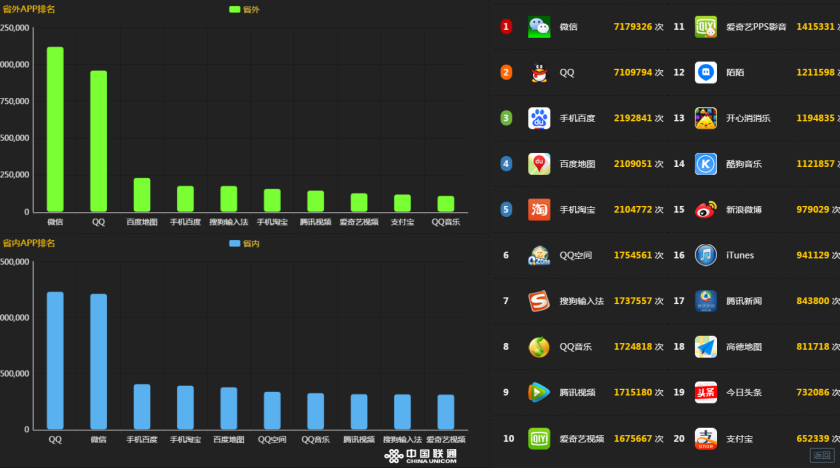 省外APP排名
省外
250,000
000,000
750,000
500,000
250,000
0
微信 QQ 百度地图 手机百度 搜狗输入法 手机淘宝 腾讯视频 爱奇艺视频 支付宝 QQ音乐
省内APP排名
省内
500,000
000,000
500,000
0
QQ 微信 手机百度 手机淘宝 百度地图 QQ空间 QQ音乐 腾讯视频 搜狗输入法 爱奇艺视频
中国联通
CHINA UNICOM
1 微信 7179326 次 11 爱奇艺PPS影音 1415331 次
2 QQ 7109794 次 12 陌陌 1211598 次
3 手机百度 2192841 次 13 开心消消乐 1194835 次
4 百度地图 2109051 次 14 酷狗音乐 1121857 次
5 手机淘宝 2104772 次 15 新浪微博 979029 次
6 QQ空间 1754561 次 16 iTunes 941129 次
7 搜狗输入法 1737557 次 17 腾讯新闻 843800 次
8 QQ音乐 1724818 次 18 高德地图 811718 次
9 腾讯视频 1715180 次 19 今日头条 732086 次
10 爱奇艺视频 1675667 次 20 支付宝 652339 次
返回